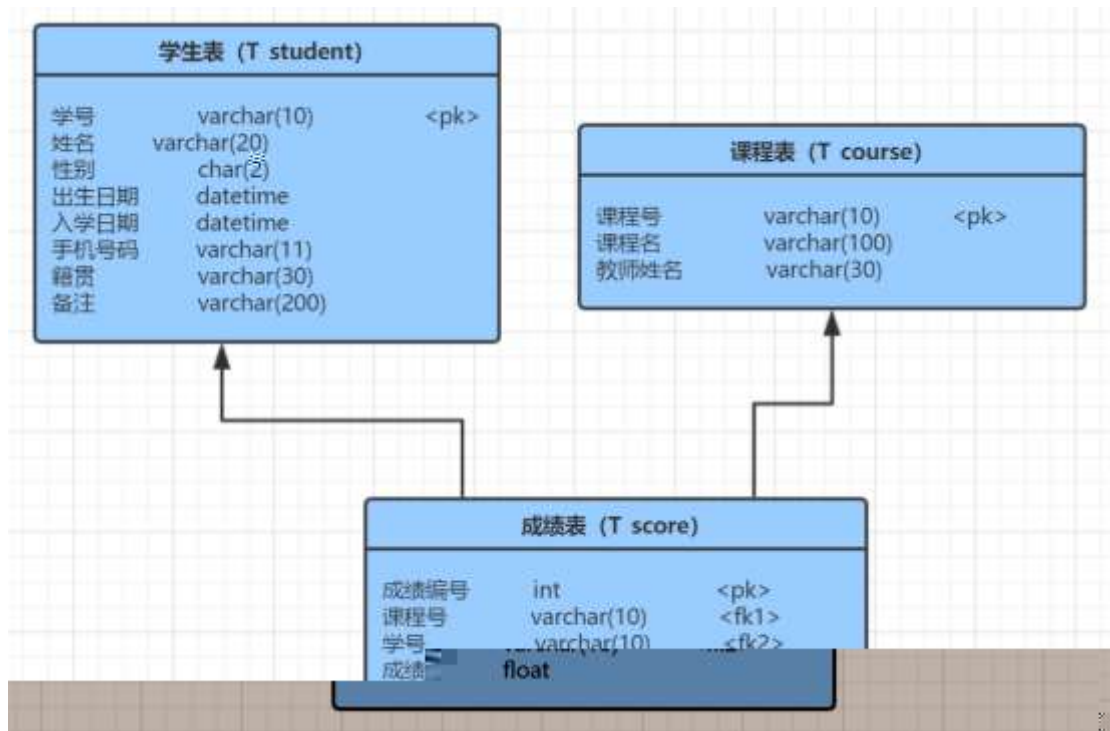 学生表 (T student)
学号 varchar(10) <pk>
姓名 varchar(20)
性别 char(2)
出生日期 datetime
入学日期 datetime
手机号码 varchar(11)
籍贯 varchar(30)
备注 varchar(200)
课程表 (T course)
课程号 varchar(10) <pk>
课程名 varchar(100)
教师姓名 varchar(30)
成绩表 (T score)
成绩编号 int <pk>
课程号 varchar(10) <fk1>
学号 varchar(10) <fk2>
成绩 float